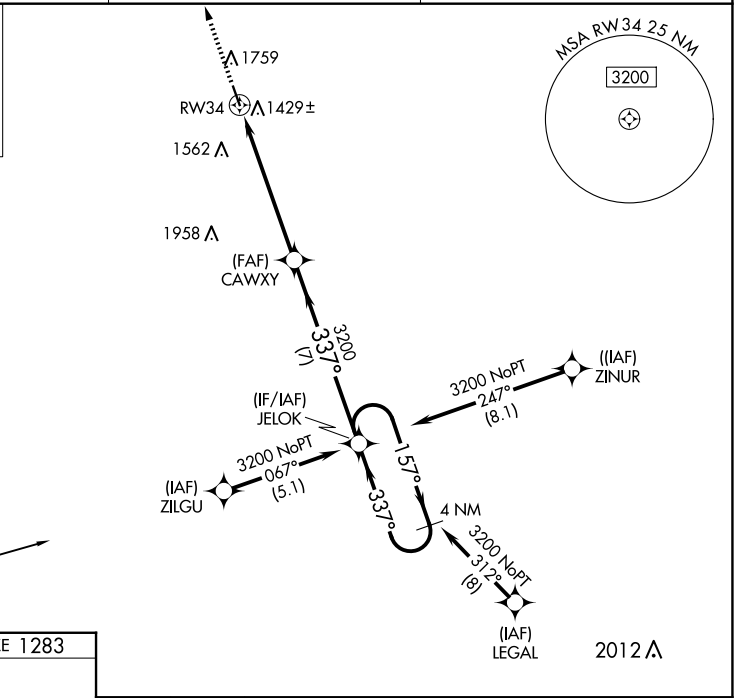 1759
RW34
1429±
1562
1958
(FAF)
CAWXY
MSA RW34 25 NM
3200
3200
337°
(7)
((IAF)
ZINUR
3200 NoPT
247°
(8.1)
(IF/IAF)
JELOK
3200 NoPT
067°
(5.1)
(IAF)
ZILGU
157°
337°
4 NM
3200 NoPT
312°
(8)
(IAF)
LEGAL
2012
1283